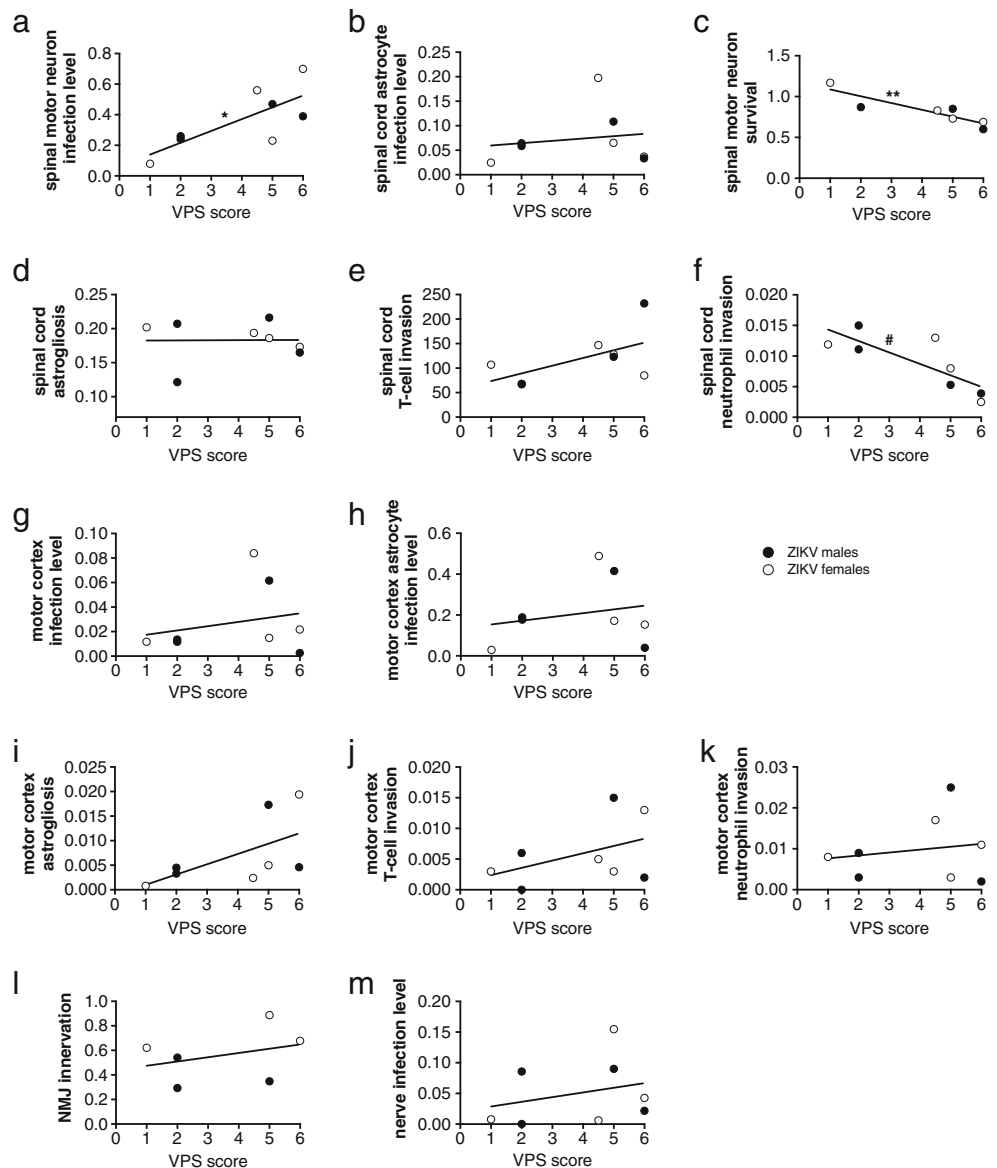 a
spinal motor neuron
infection level
0.8
0.6
0.4
0.2
0.0
*
0 1 2 3 4 5 6
VPS score
b
spinal cord astrocyte
infection level
0.25
0.20
0.15
0.10
0.05
0.00
0 1 2 3 4 5 6
VPS score
c
spinal motor neuron
survival
1.5
1.0
0.5
0.0
**
0 1 2 3 4 5 6
VPS score
d
spinal cord
astrogliosis
0.25
0.20
0.15
0.10
0 1 2 3 4 5 6
VPS score
e
spinal cord
T-cell invasion
250
200
150
100
50
0
0 1 2 3 4 5 6
VPS score
f
spinal cord
neutrophil invasion
0.020
0.015
0.010
0.005
0.000
#
0 1 2 3 4 5 6
VPS score
g
motor cortex
infection level
0.10
0.08
0.06
0.04
0.02
0.00
0 1 2 3 4 5 6
VPS score
h
motor cortex astrocyte
infection level
0.6
0.4
0.2
0.0
0 1 2 3 4 5 6
VPS score
ZIKV males
ZIKV females
i
motor cortex
astrogliosis
0.025
0.020
0.015
0.010
0.005
0.000
0 1 2 3 4 5 6
VPS score
j
motor cortex
T-cell invasion
0.020
0.015
0.010
0.005
0.000
0 1 2 3 4 5 6
VPS score
k
motor cortex
neutrophil invasion
0.03
0.02
0.01
0.00
0 1 2 3 4 5 6
VPS score
l
NMJ innervation
1.0
0.8
0.6
0.4
0.2
0.0
0 1 2 3 4 5 6
VPS score
m
nerve infection level
0.20
0.15
0.10
0.05
0.00
0 1 2 3 4 5 6
VPS score